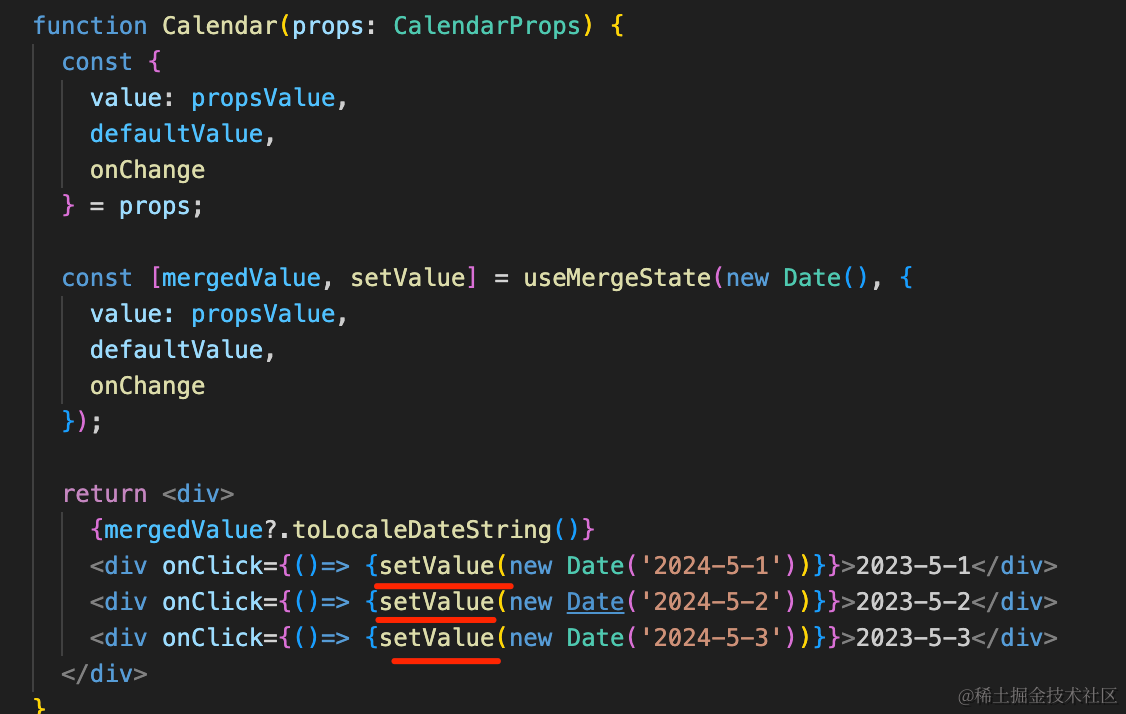 function Calendar(props: CalendarProps) {
  const {
    value: propsValue,
    defaultValue,
    onChange
  } = props;
  const [mergedValue, setValue] = useMergeState(new Date(), {
    value: propsValue,
    defaultValue,
    onChange
  });
  return <div>
    {mergedValue?.toLocaleDateString()}
    <div onClick={()=> {setValue(new Date('2024-5-1'))}}>2023-5-1</div>
    <div onClick={()=> {setValue(new Date('2024-5-2'))}}>2023-5-2</div>
    <div onClick={()=> {setValue(new Date('2024-5-3'))}}>2023-5-3</div>
  </div>
}
@稀土掘金技术社区